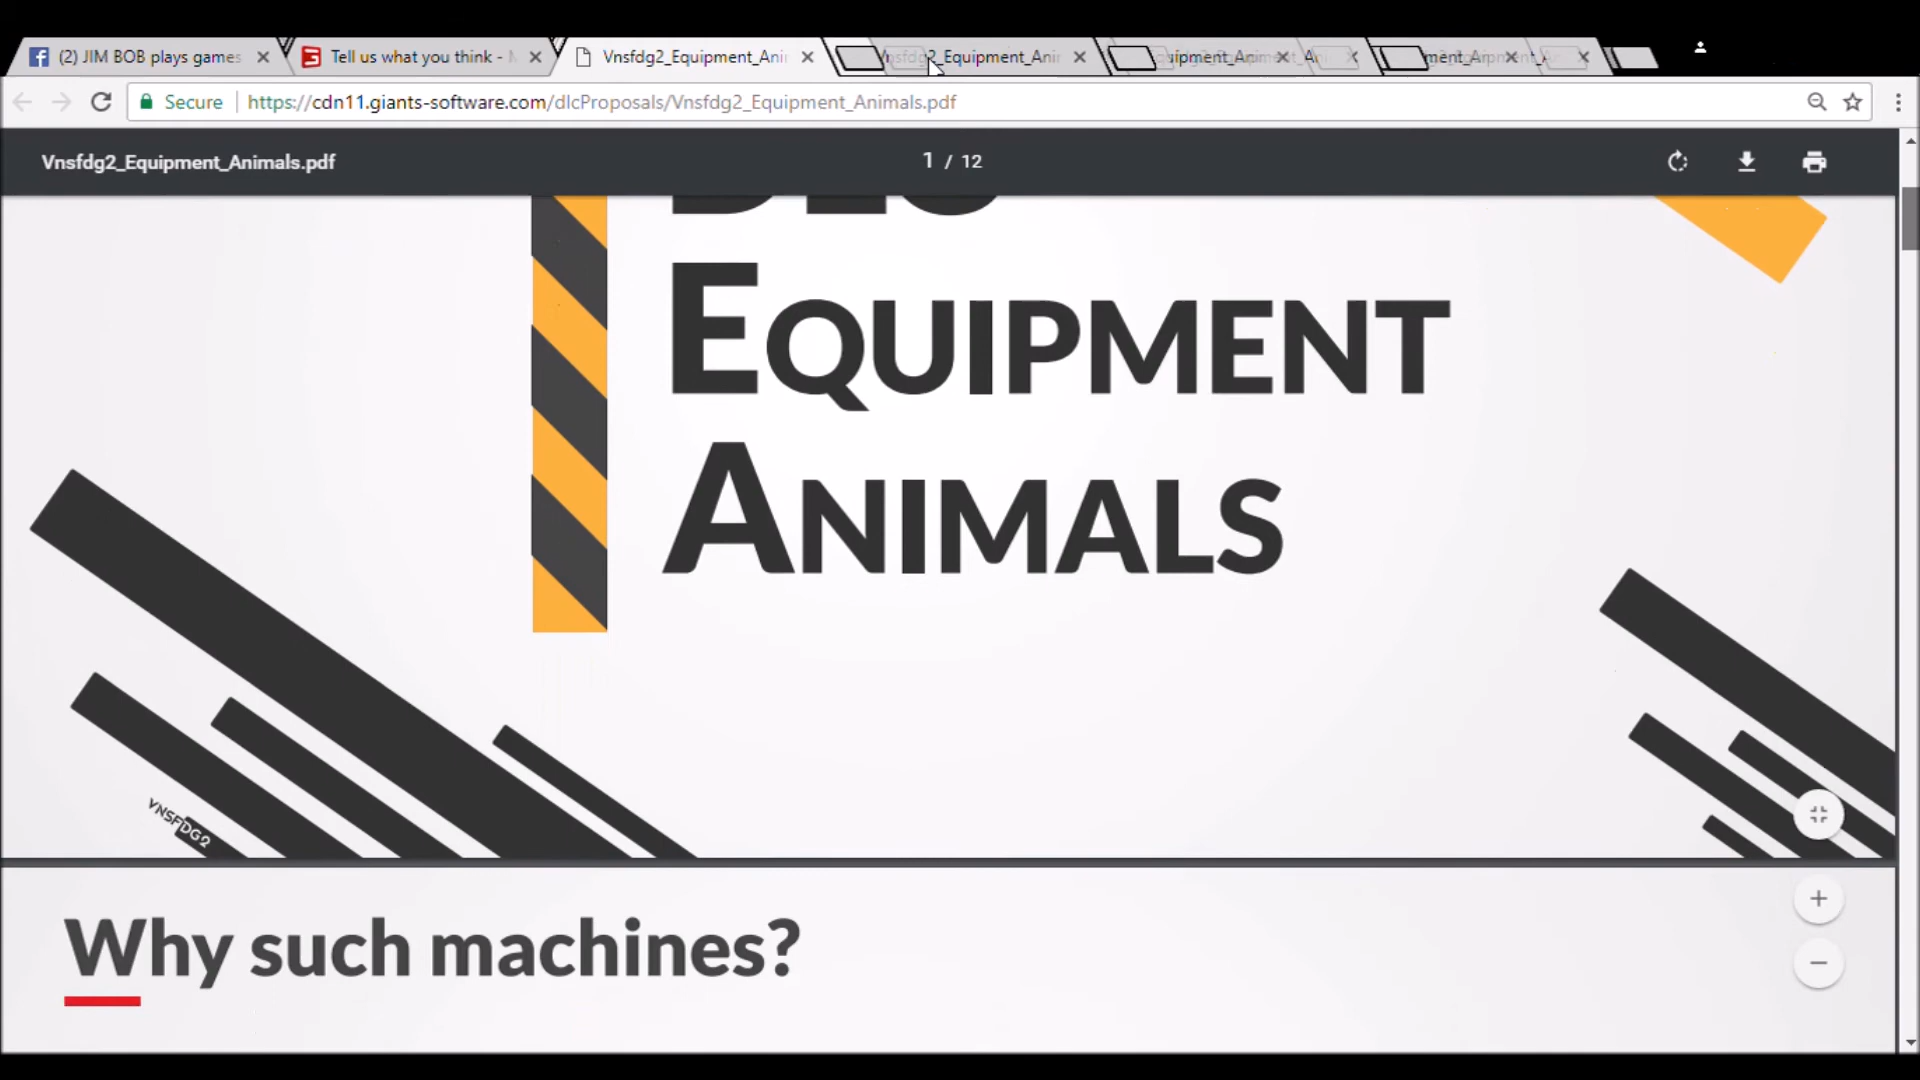 (2) JIM BOB plays games
Tell us what you think -
Vnsfdg2_Equipment_Ani
Secure
https://cdn11.giants-software.com/dlcProposals/Vnsfdg2_Equipment_Animals.pdf
Vnsfdg2_Equipment_Animals.pdf
1 / 12
EQUIPMENT
ANIMALS
VNSFDG2
Why such machines?